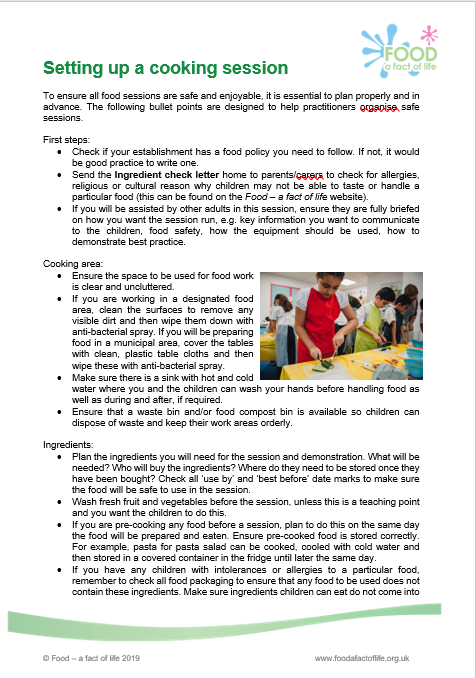 FOOD
a fact of life
Setting up a cooking session
To ensure all food sessions are safe and enjoyable, it is essential to plan properly and in
advance. The following bullet points are designed to help practitioners organise safe
sessions.
First steps:
• Check if your establishment has a food policy you need to follow. If not, it would
be good practice to write one.
• Send the Ingredient check letter home to parents/carers to check for allergies,
religious or cultural reason why children may not be able to taste or handle a
particular food (this can be found on the Food – a fact of life website).
• If you will be assisted by other adults in this session, ensure they are fully briefed
on how you want the session run, e.g. key information you want to communicate
to the children, food safety, how the equipment should be used, how to
demonstrate best practice.
Cooking area:
• Ensure the space to be used for food work
is clear and uncluttered.
• If you are working in a designated food
area, clean the surfaces to remove any
visible dirt and then wipe them down with
anti-bacterial spray. If you will be preparing
food in a municipal area, cover the tables
with clean, plastic table cloths and then
wipe these with anti-bacterial spray.
• Make sure there is a sink with hot and cold
water where you and the children can wash your hands before handling food as
well as during and after, if required.
• Ensure that a waste bin and/or food compost bin is available so children can
dispose of waste and keep their work areas orderly.
Ingredients:
• Plan the ingredients you will need for the session and demonstration. What will be
needed? Who will buy the ingredients? Where do they need to be stored once they
have been bought? Check all 'use by' and 'best before' date marks to make sure
the food will be safe to use in the session.
• Wash fresh fruit and vegetables before the session, unless this is a teaching point
and you want the children to do this.
• If you are pre-cooking any food before a session, plan to do this on the same day
the food will be prepared and eaten. Ensure pre-cooked food is stored correctly.
For example, pasta for pasta salad can be cooked, cooled with cold water and
then stored in a covered container in the fridge until later the same day.
• If you have any children with intolerances or allergies to a particular food,
remember to check all food packaging to ensure that any food to be used does not
contain these ingredients. Make sure ingredients children can eat do not come into
© Food – a fact of life 2019
www.foodafactoflife.org.uk